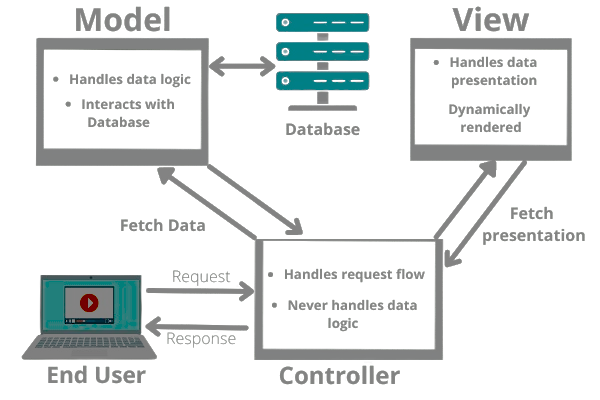 Model
View
• Handles data logic
• Interacts with
Database
Database
• Handles data
presentation
Dynamically
rendered
Fetch Data
Fetch
presentation
Request
Response
• Handles request flow
• Never handles data
logic
End User
Controller